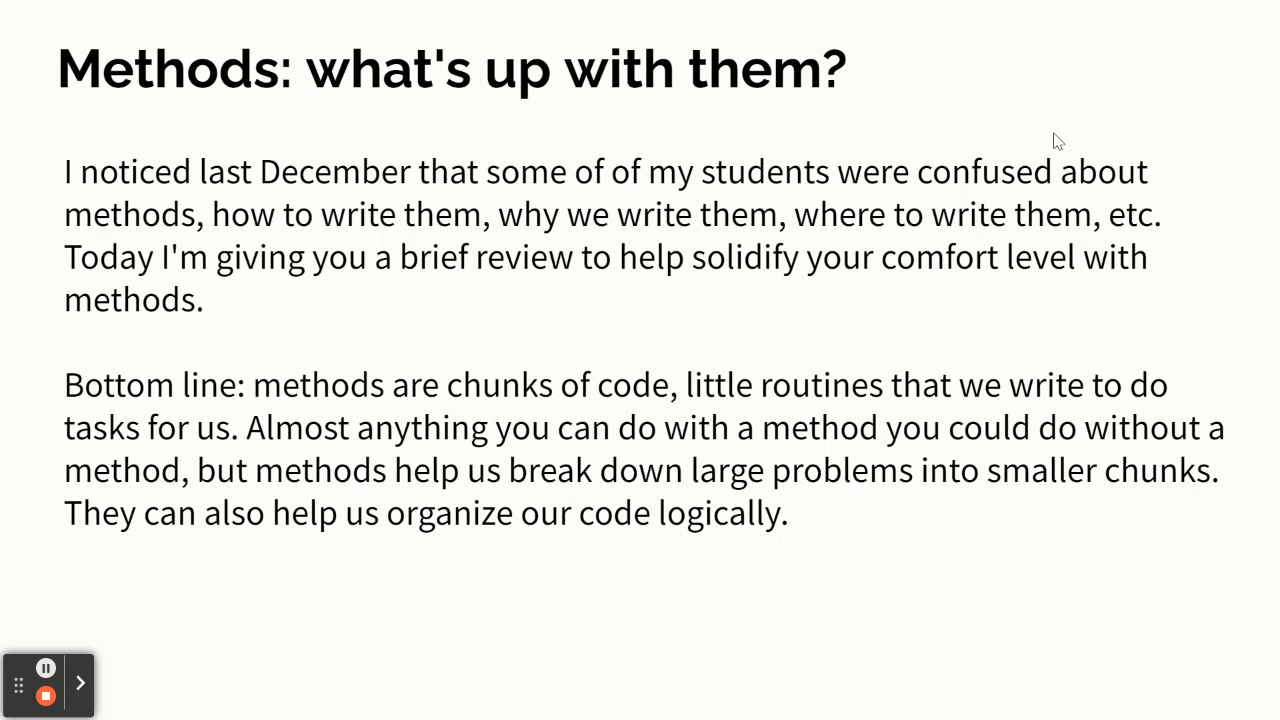 Methods: what's up with them?
I noticed last December that some of of my students were confused about
methods, how to write them, why we write them, where to write them, etc.
Today I'm giving you a brief review to help solidify your comfort level with
methods.
Bottom line: methods are chunks of code, little routines that we write to do
tasks for us. Almost anything you can do with a method you could do without a
method, but methods help us break down large problems into smaller chunks.
They can also help us organize our code logically.